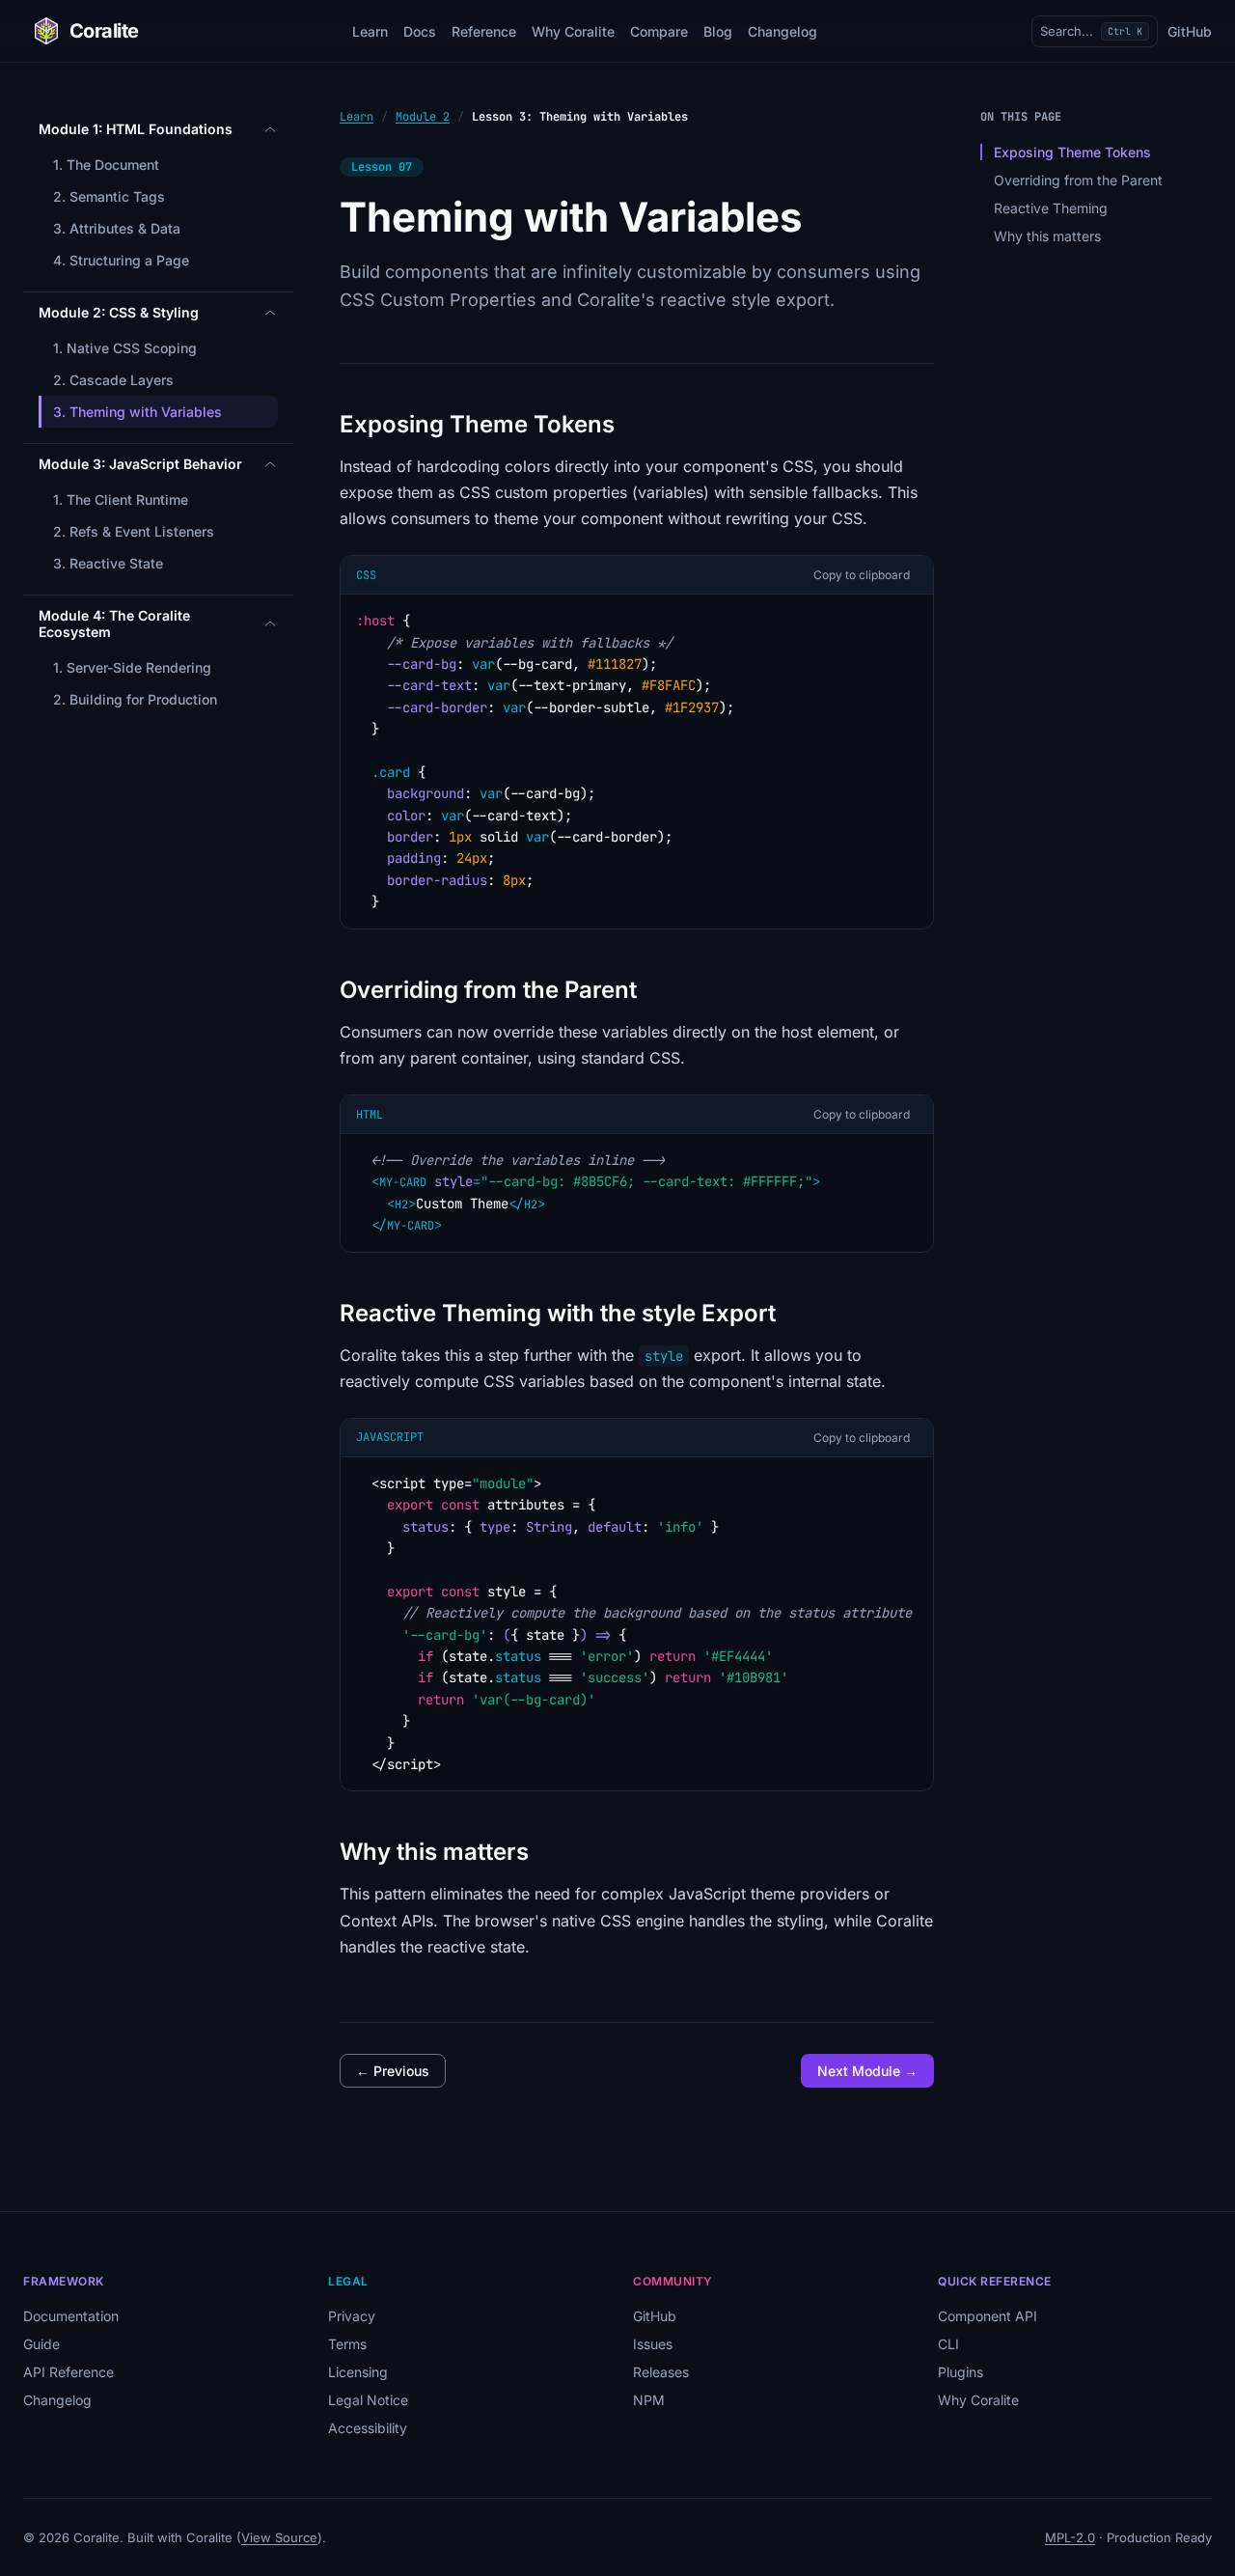 Coralite
Learn Docs Reference Why Coralite Compare Blog Changelog
Search... Ctrl K GitHub
Module 1: HTML Foundations
1. The Document
2. Semantic Tags
3. Attributes & Data
4. Structuring a Page
Module 2: CSS & Styling
1. Native CSS Scoping
2. Cascade Layers
3. Theming with Variables
Module 3: JavaScript Behavior
1. The Client Runtime
2. Refs & Event Listeners
3. Reactive State
Module 4: The Coralite
Ecosystem
1. Server-Side Rendering
2. Building for Production
Learn / Module 2 / Lesson 3: Theming with Variables
Lesson 07
Theming with Variables
Build components that are infinitely customizable by consumers using
CSS Custom Properties and Coralite's reactive style export.
Exposing Theme Tokens
Instead of hardcoding colors directly into your component's CSS, you should
expose them as CSS custom properties (variables) with sensible fallbacks. This
allows consumers to theme your component without rewriting your CSS.
CSS Copy to clipboard
:host {
    /* Expose variables with fallbacks */
    --card-bg: var(--bg-card, #111827);
    --card-text: var(--text-primary, #F8FAFC);
    --card-border: var(--border-subtle, #1F2937);
  }
  .card {
    background: var(--card-bg);
    color: var(--card-text);
    border: 1px solid var(--card-border);
    padding: 24px;
    border-radius: 8px;
  }
Overriding from the Parent
Consumers can now override these variables directly on the host element, or
from any parent container, using standard CSS.
HTML Copy to clipboard
  <!-- Override the variables inline -->
  <MY-CARD style="--card-bg: #8B5CF6; --card-text: #FFFFFF;">
    <H2>Custom Theme</H2>
  </MY-CARD>
Reactive Theming with the style Export
Coralite takes this a step further with the style export. It allows you to
reactively compute CSS variables based on the component's internal state.
JAVASCRIPT Copy to clipboard
  <script type="module">
    export const attributes = {
      status: { type: String, default: 'info' }
    }
    export const style = {
      // Reactively compute the background based on the status attribute
      '--card-bg': ({ state }) => {
        if (state.status === 'error') return '#EF4444'
        if (state.status === 'success') return '#10B981'
        return 'var(--bg-card)'
      }
    }
  </script>
Why this matters
This pattern eliminates the need for complex JavaScript theme providers or
Context APIs. The browser's native CSS engine handles the styling, while Coralite
handles the reactive state.
← Previous Next Module →
ON THIS PAGE
Exposing Theme Tokens
Overriding from the Parent
Reactive Theming
Why this matters
FRAMEWORK
Documentation
Guide
API Reference
Changelog
LEGAL
Privacy
Terms
Licensing
Legal Notice
Accessibility
COMMUNITY
GitHub
Issues
Releases
NPM
QUICK REFERENCE
Component API
CLI
Plugins
Why Coralite
© 2026 Coralite. Built with Coralite (View Source).
MPL-2.0 · Production Ready